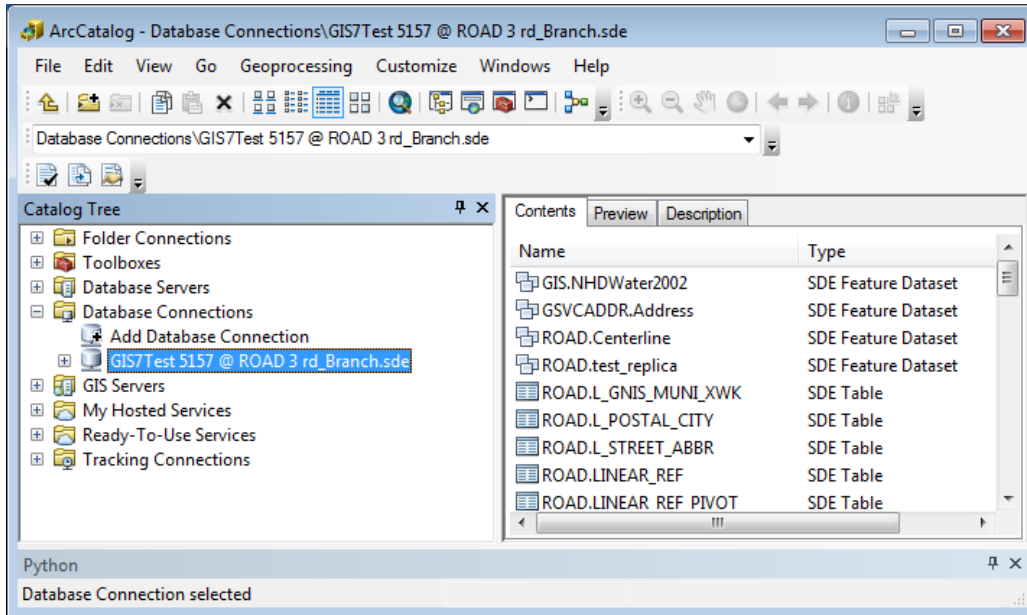 ArcCatalog - Database Connections\GIS7Test 5157 @ ROAD 3 rd_Branch.sde
File Edit View Go Geoprocessing Customize Windows Help
Database Connections\GIS7Test 5157 @ ROAD 3 rd_Branch.sde
Catalog Tree
Folder Connections
Toolboxes
Database Servers
Database Connections
Add Database Connection
GIS7Test 5157 @ ROAD 3 rd_Branch.sde
GIS Servers
My Hosted Services
Ready-To-Use Services
Tracking Connections
Contents Preview Description
Name Type
GIS.NHDWater2002 SDE Feature Dataset
GSVCADDR.Address SDE Feature Dataset
ROAD.Centerline SDE Feature Dataset
ROAD.test_replica SDE Feature Dataset
ROAD.L_GNIS_MUNI_XWK SDE Table
ROAD.L_POSTAL_CITY SDE Table
ROAD.L_STREET_ABBR SDE Table
ROAD.LINEAR_REF SDE Table
ROAD.LINEAR_REF_PIVOT SDE Table
Python
Database Connection selected